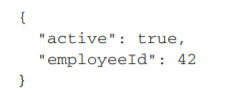 {
  "active": true,
  "employeeId": 42
}